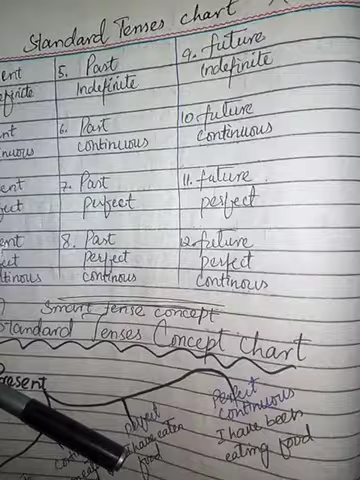 Standard Tenses chart
5. Past 9. future
Indefinite Indefinite
6. Past 10. future
continuous continuous
7. Past 11. future
perfect perfect
8. Past 12. future
perfect perfect
continous continous
Smart tense concept
Standard Tenses Concept Chart
Present
perfect
continuous
perfect
I have been
I have eaten
eating food
food